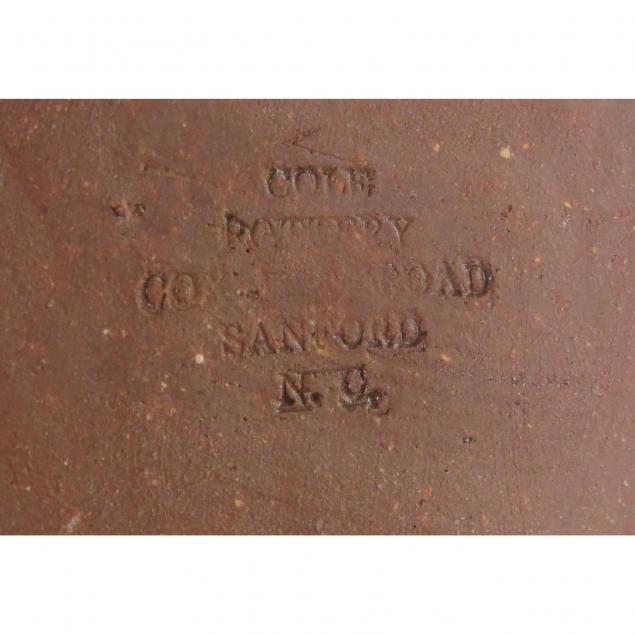 COLE
POTTERY
ROAD
SANFORD
N. C.